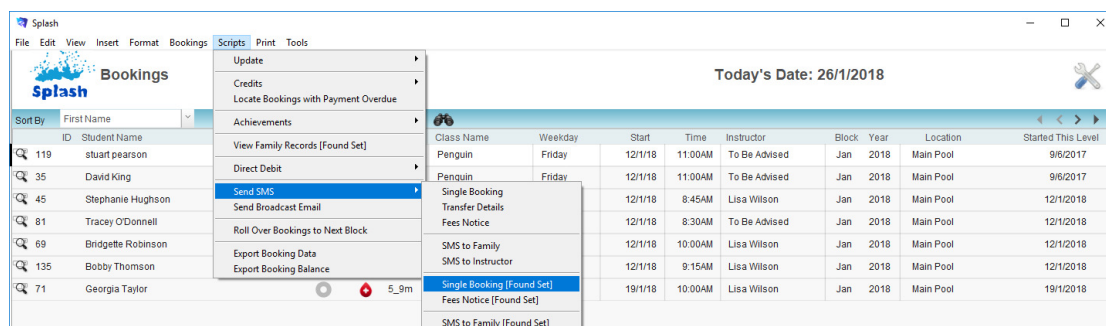 Splash
File Edit View Insert Format Bookings Scripts Print Tools
Splash
Bookings
Today's Date: 26/1/2018
Update
Credits
Locate Bookings with Payment Overdue
Achievements
View Family Records [Found Set]
Direct Debit
Send SMS
Send Broadcast Email
Roll Over Bookings to Next Block
Export Booking Data
Export Booking Balance
Single Booking
Transfer Details
Fees Notice
SMS to Family
SMS to Instructor
Single Booking [Found Set]
Fees Notice [Found Set]
SMS to Family [Found Set]
Sort By First Name
ID Student Name Class Name Weekday Start Time Instructor Block Year Location Started This Level
119 stuart pearson Penguin Friday 12/1/18 11:00AM To Be Advised Jan 2018 Main Pool 9/6/2017
35 David King Penguin Friday 12/1/18 11:00AM To Be Advised Jan 2018 Main Pool 9/6/2017
45 Stephanie Hughson 12/1/18 8:45AM Lisa Wilson Jan 2018 Main Pool 12/1/2018
81 Tracey O'Donnell 12/1/18 8:30AM To Be Advised Jan 2018 Main Pool 12/1/2018
69 Bridgette Robinson 12/1/18 10:00AM Lisa Wilson Jan 2018 Main Pool 12/1/2018
135 Bobby Thomson 12/1/18 9:15AM Lisa Wilson Jan 2018 Main Pool 12/1/2018
71 Georgia Taylor 5_9m 19/1/18 10:00AM Lisa Wilson Jan 2018 Main Pool 19/1/2018